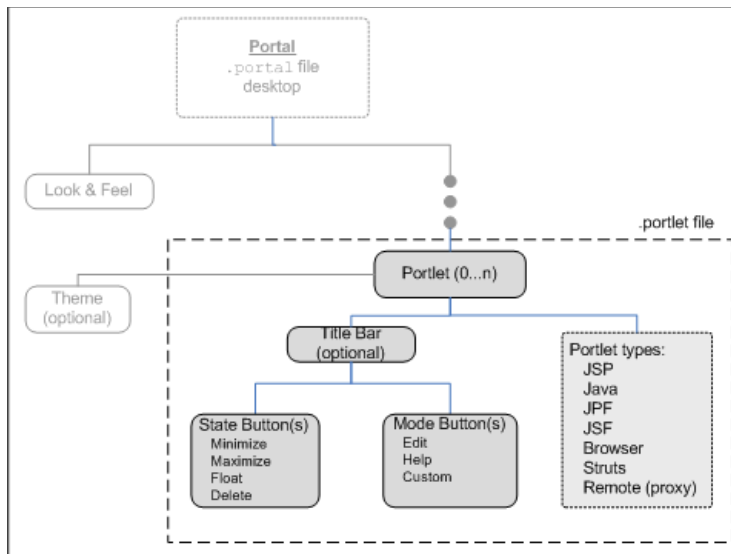 Portal
.portal file
desktop
Look & Feel
.portlet file
Portlet (0...n)
Theme
(optional)
Title Bar
(optional)
Portlet types:
JSP
Java
JPF
JSF
Browser
Struts
Remote (proxy)
State Button(s)
Minimize
Maximize
Float
Delete
Mode Button(s)
Edit
Help
Custom